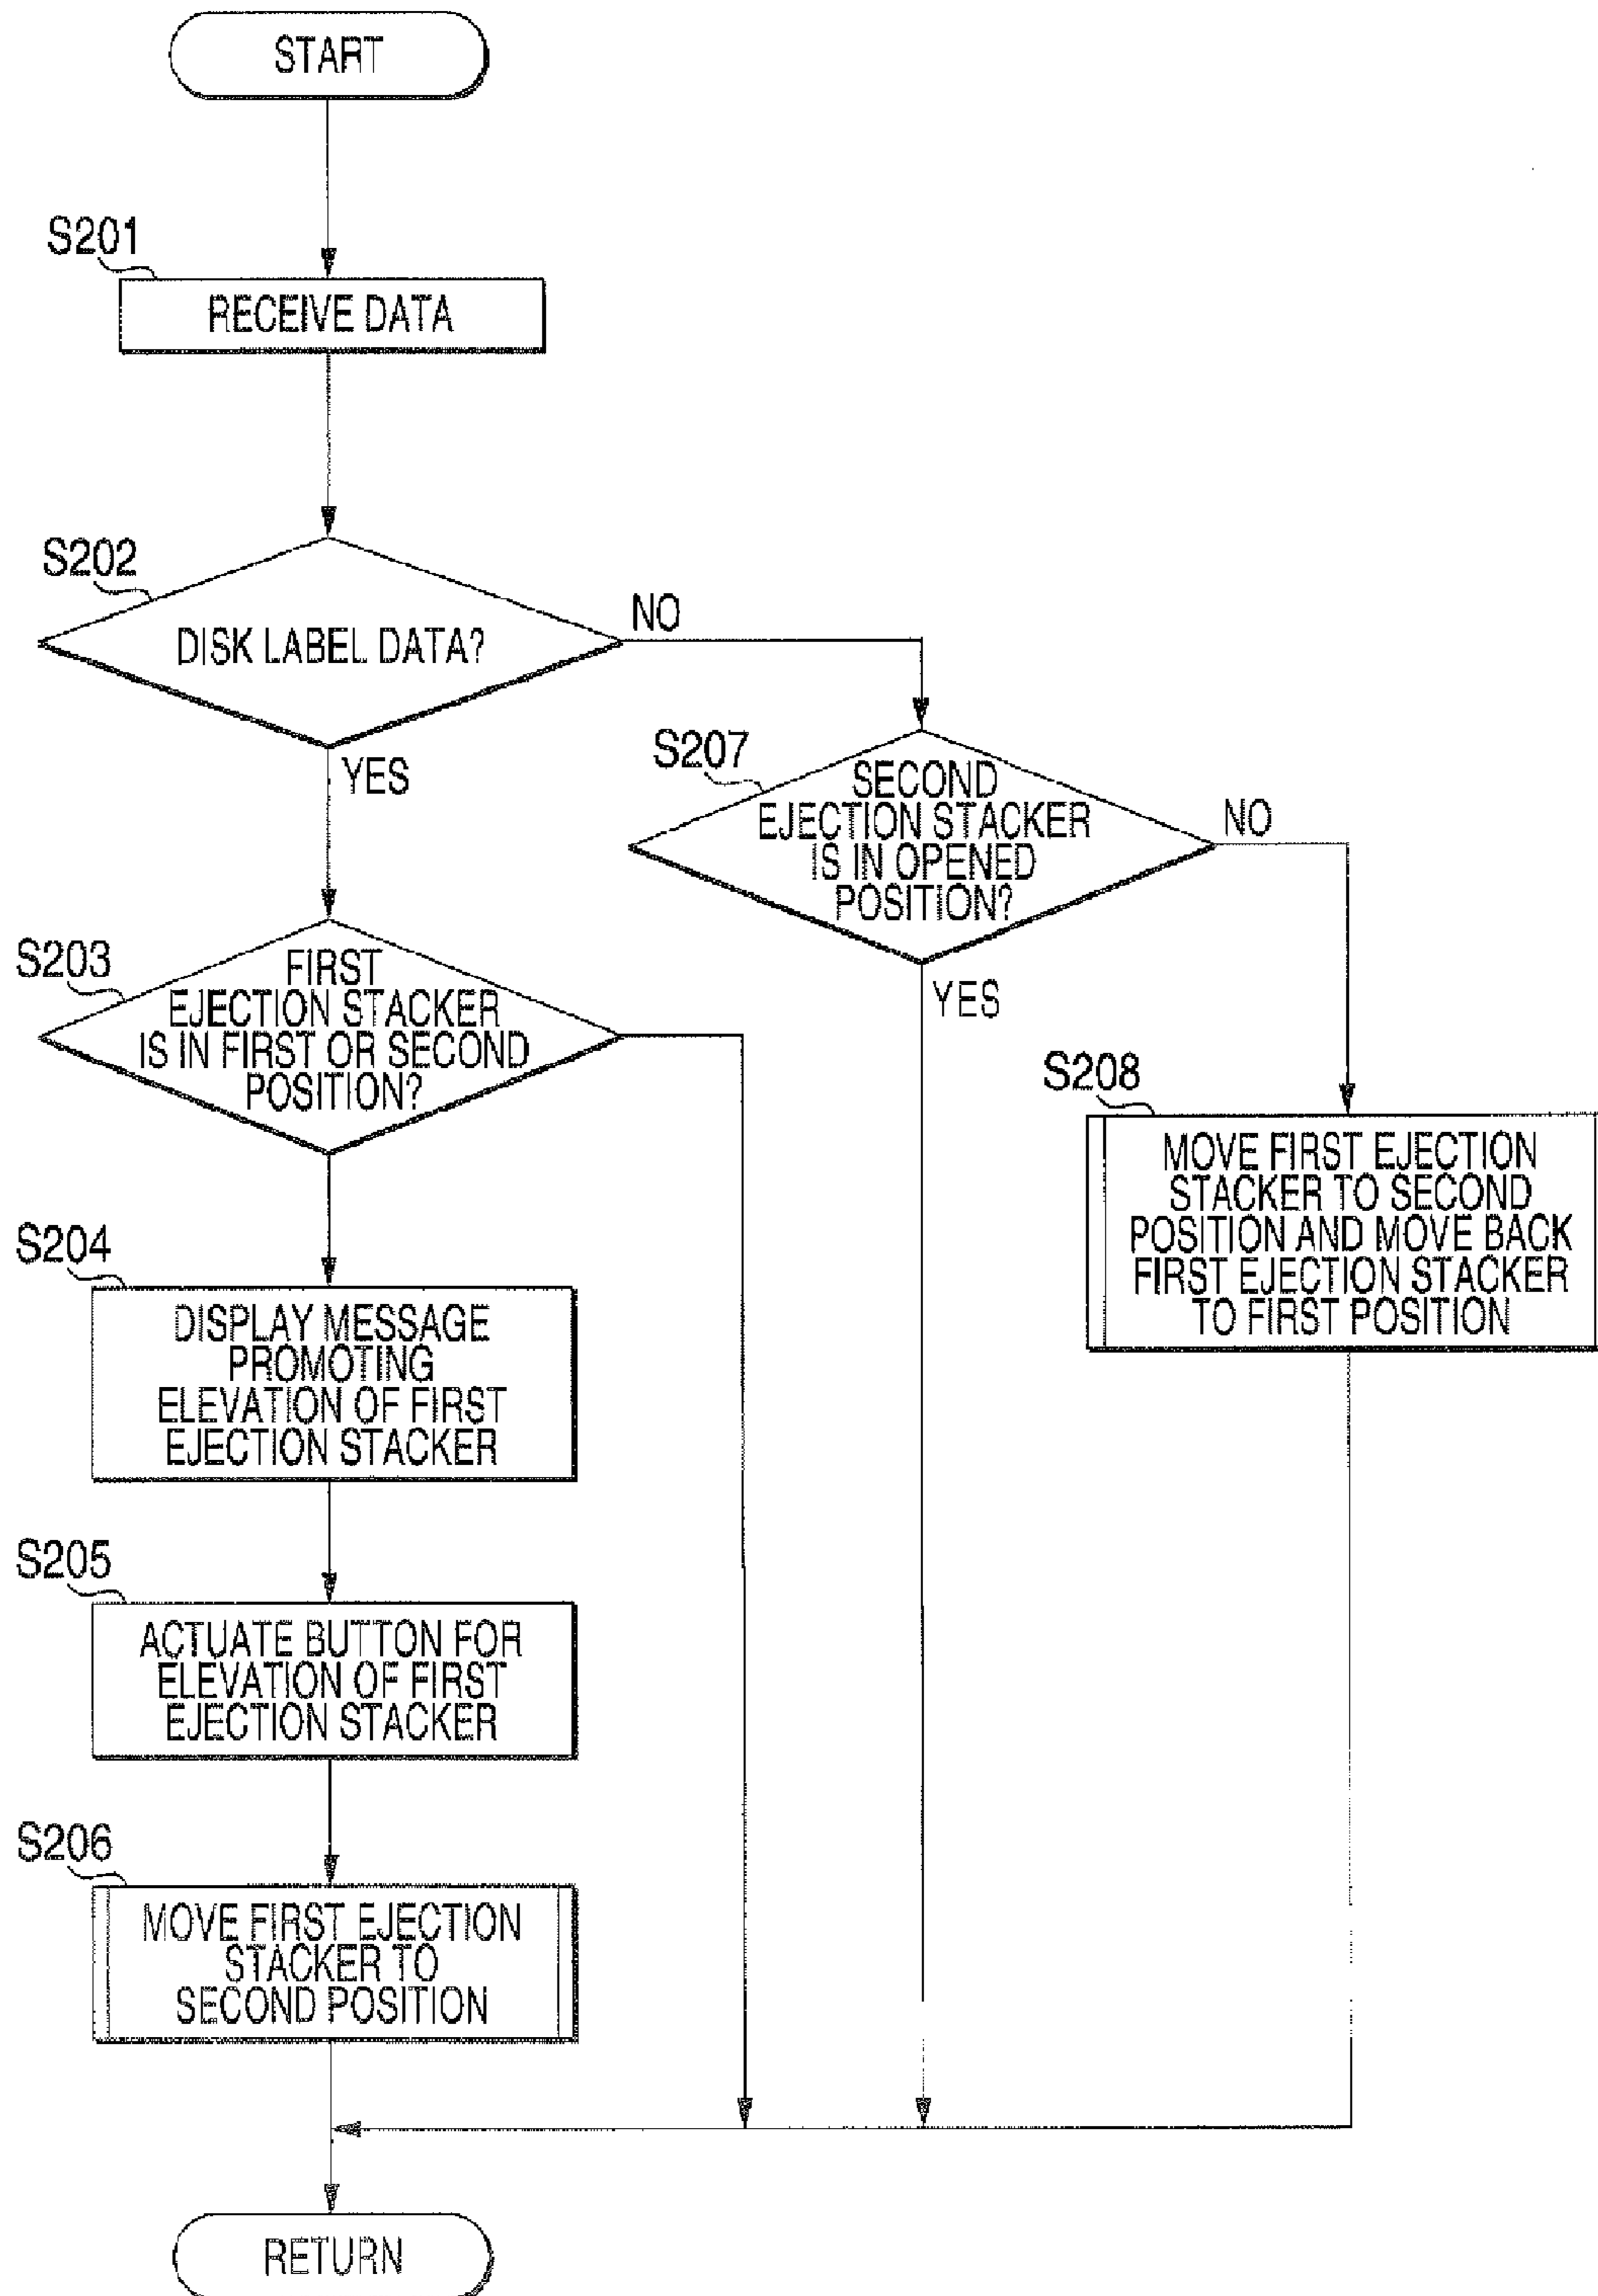 START
S201
RECEIVE DATA
S202
DISK LABEL DATA?
NO
YES
S207
SECOND
EJECTION STACKER
IS IN OPENED
POSITION?
NO
YES
S203
FIRST
EJECTION STACKER
IS IN FIRST OR SECOND
POSITION?
S208
MOVE FIRST EJECTION
STACKER TO SECOND
POSITION AND MOVE BACK
FIRST EJECTION STACKER
TO FIRST POSITION
S204
DISPLAY MESSAGE
PROMOTING
ELEVATION OF FIRST
EJECTION STACKER
S205
ACTUATE BUTTON FOR
ELEVATION OF FIRST
EJECTION STACKER
S206
MOVE FIRST EJECTION
STACKER TO
SECOND POSITION
RETURN